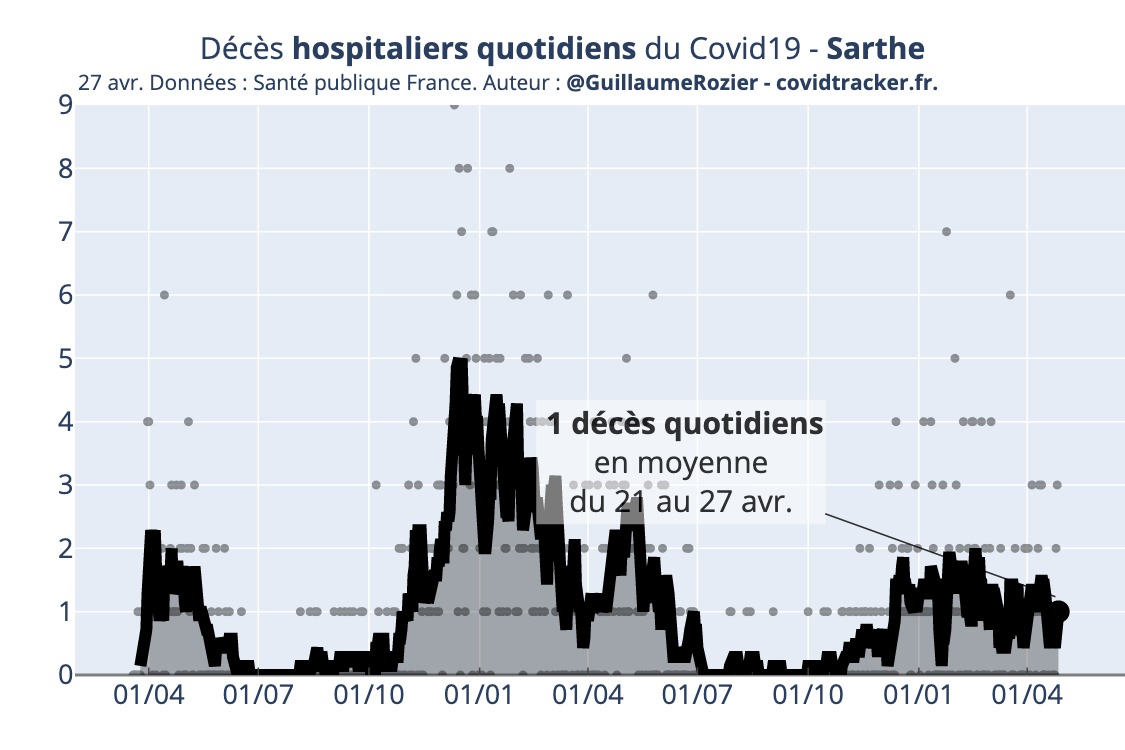 Décès hospitaliers quotidiens du Covid19 - Sarthe
27 avr. Données : Santé publique France. Auteur : @GuillaumeRozier - covidtracker.fr.
9
8
7
6
5
4
3
2
1
0
1 décès quotidiens
en moyenne
du 21 au 27 avr.
01/04 01/07 01/10 01/01 01/04 01/07 01/10 01/01 01/04